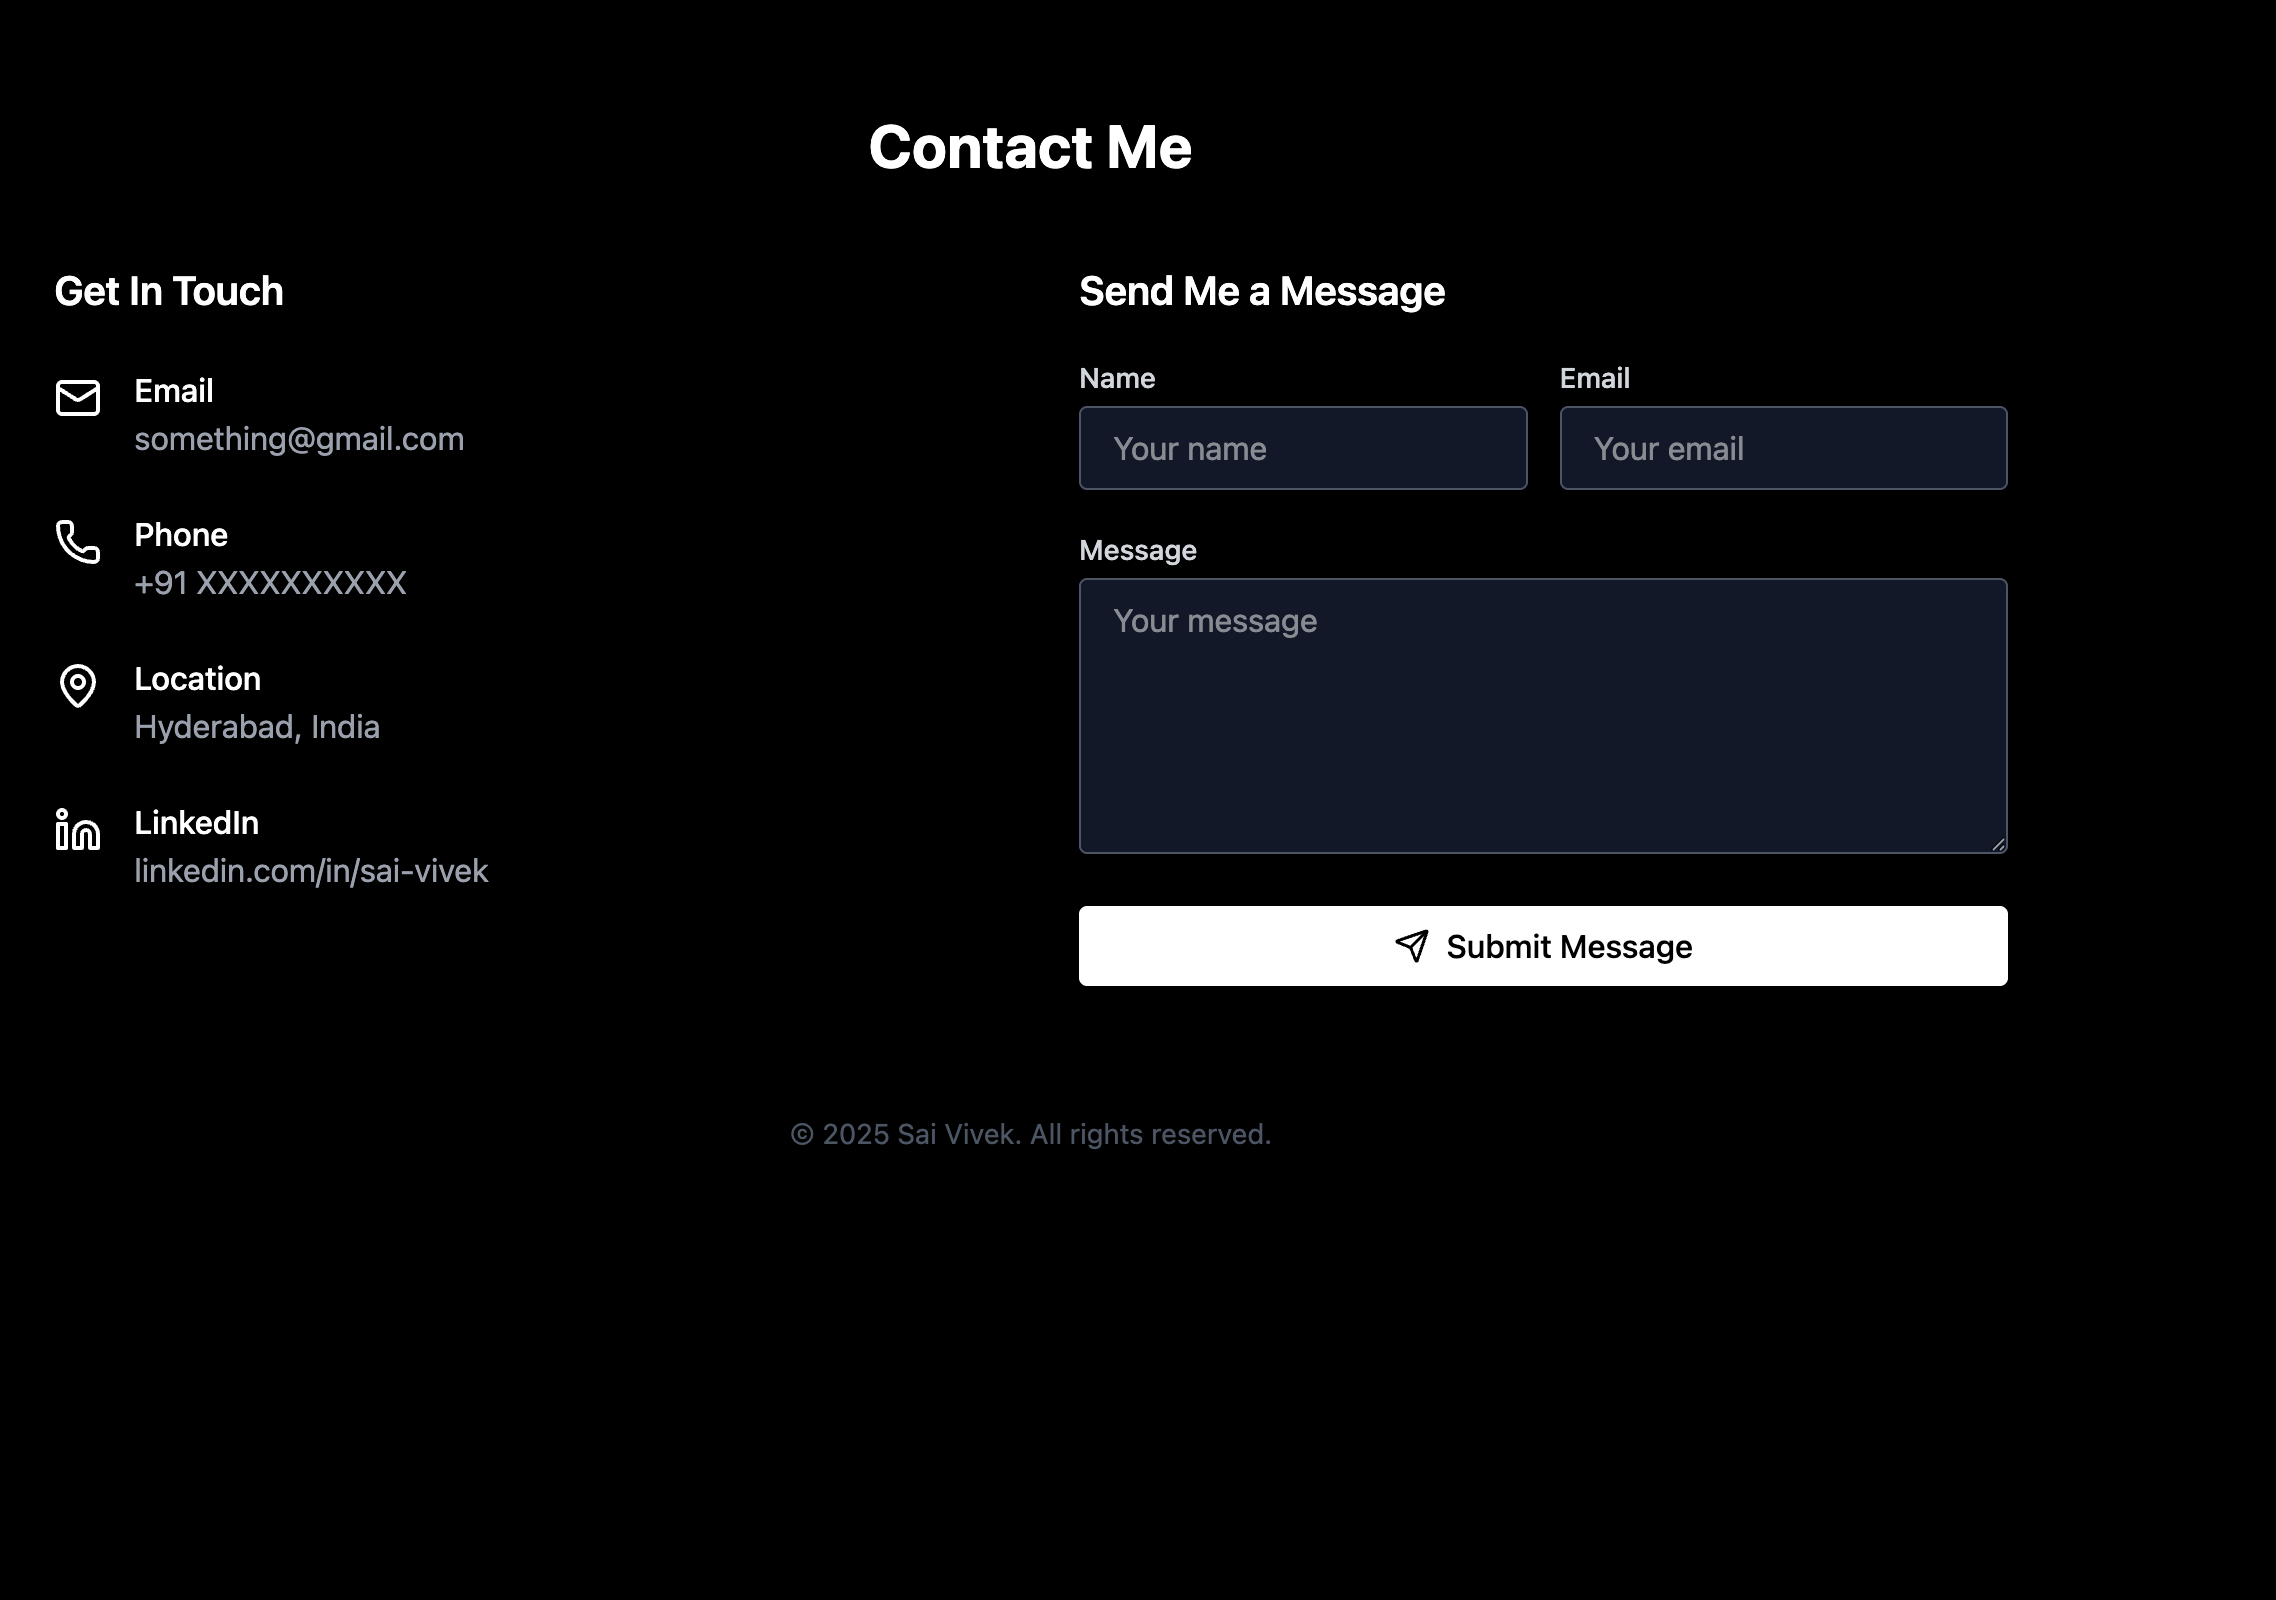 Contact Me
Get In Touch
Email
something@gmail.com
Phone
+91 XXXXXXXXXX
Location
Hyderabad, India
LinkedIn
linkedin.com/in/sai-vivek
Send Me a Message
Name
Your name
Email
Your email
Message
Your message
Submit Message
© 2025 Sai Vivek. All rights reserved.